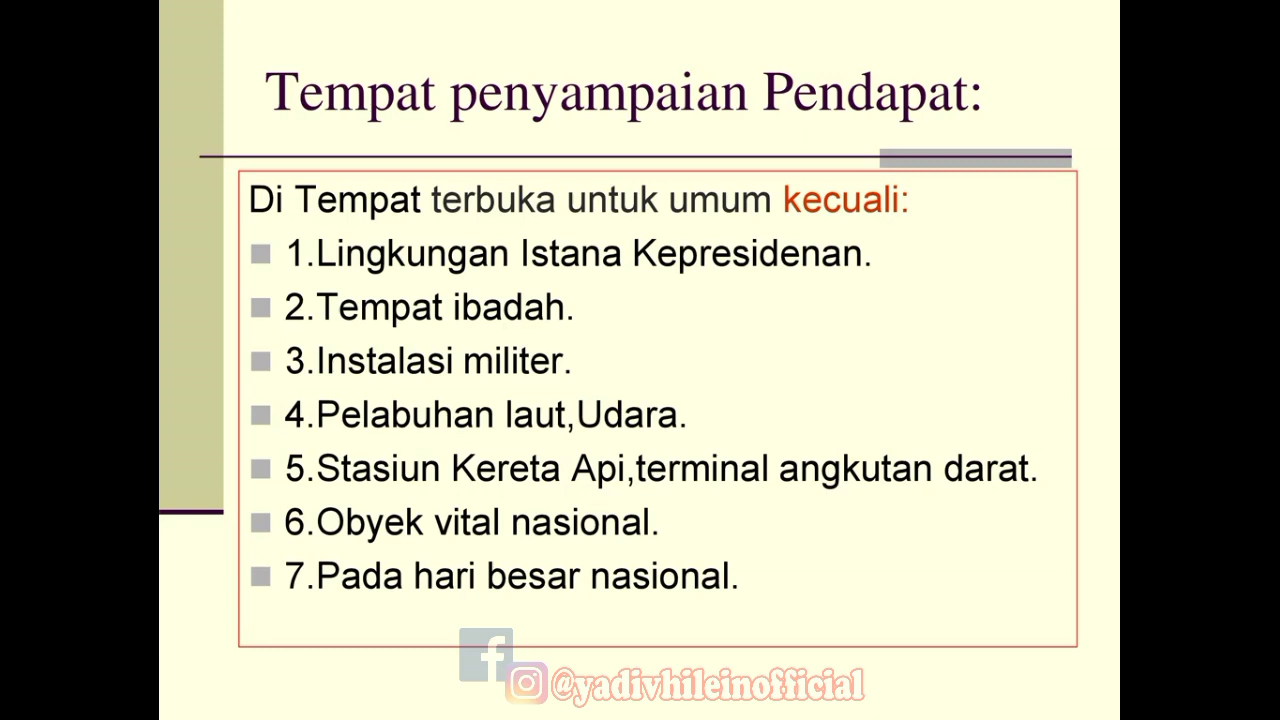 Tempat penyampaian Pendapat:
Di Tempat terbuka untuk umum kecuali:
1.Lingkungan Istana Kepresidenan.
2.Tempat ibadah.
3.Instalasi militer.
4.Pelabuhan laut,Udara.
5.Stasiun Kereta Api,terminal angkutan darat.
6.Obyek vital nasional.
7.Pada hari besar nasional.
@yadivhileinofficial